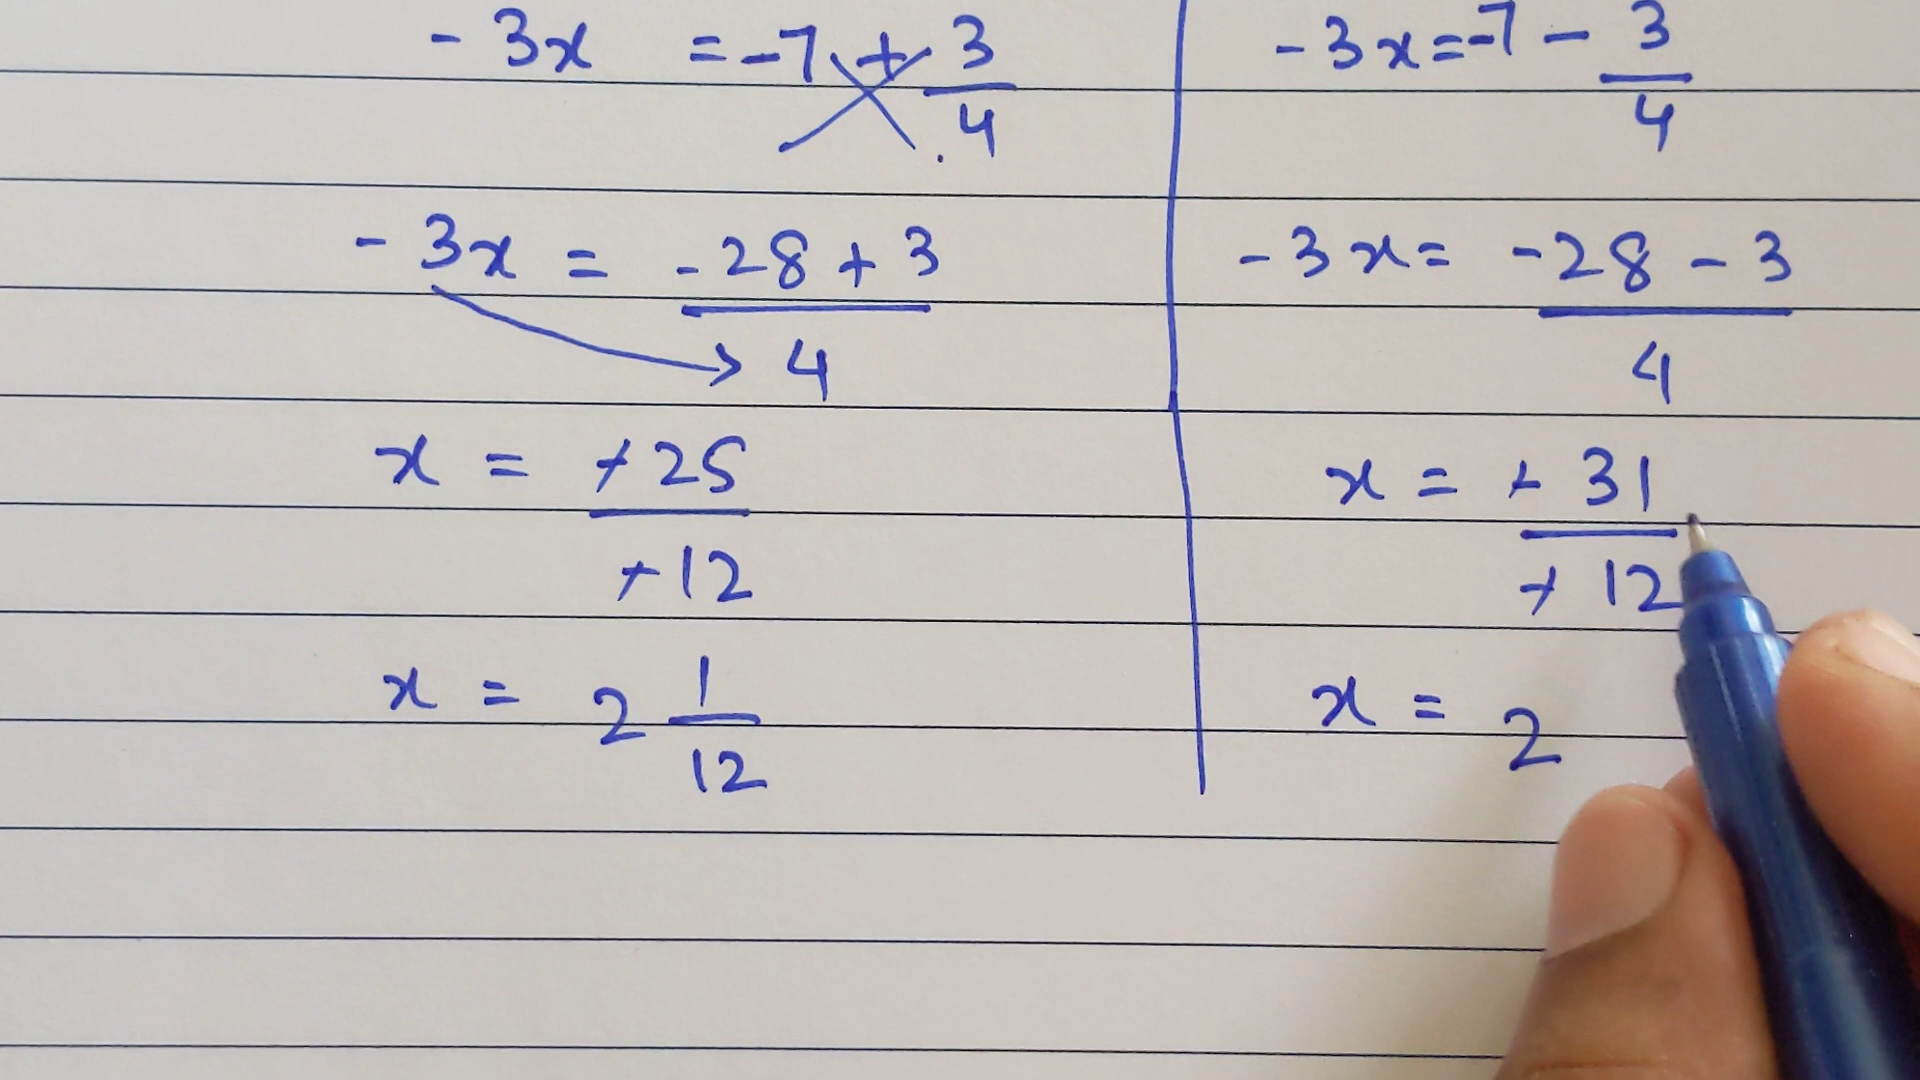 -3x = -7 + 3/4
-3x = -28 + 3 / 4
x = +25 / +12
x = 2 1/12
-3x = -7 - 3/4
-3x = -28 - 3 / 4
x = + 31 / + 12
x = 2